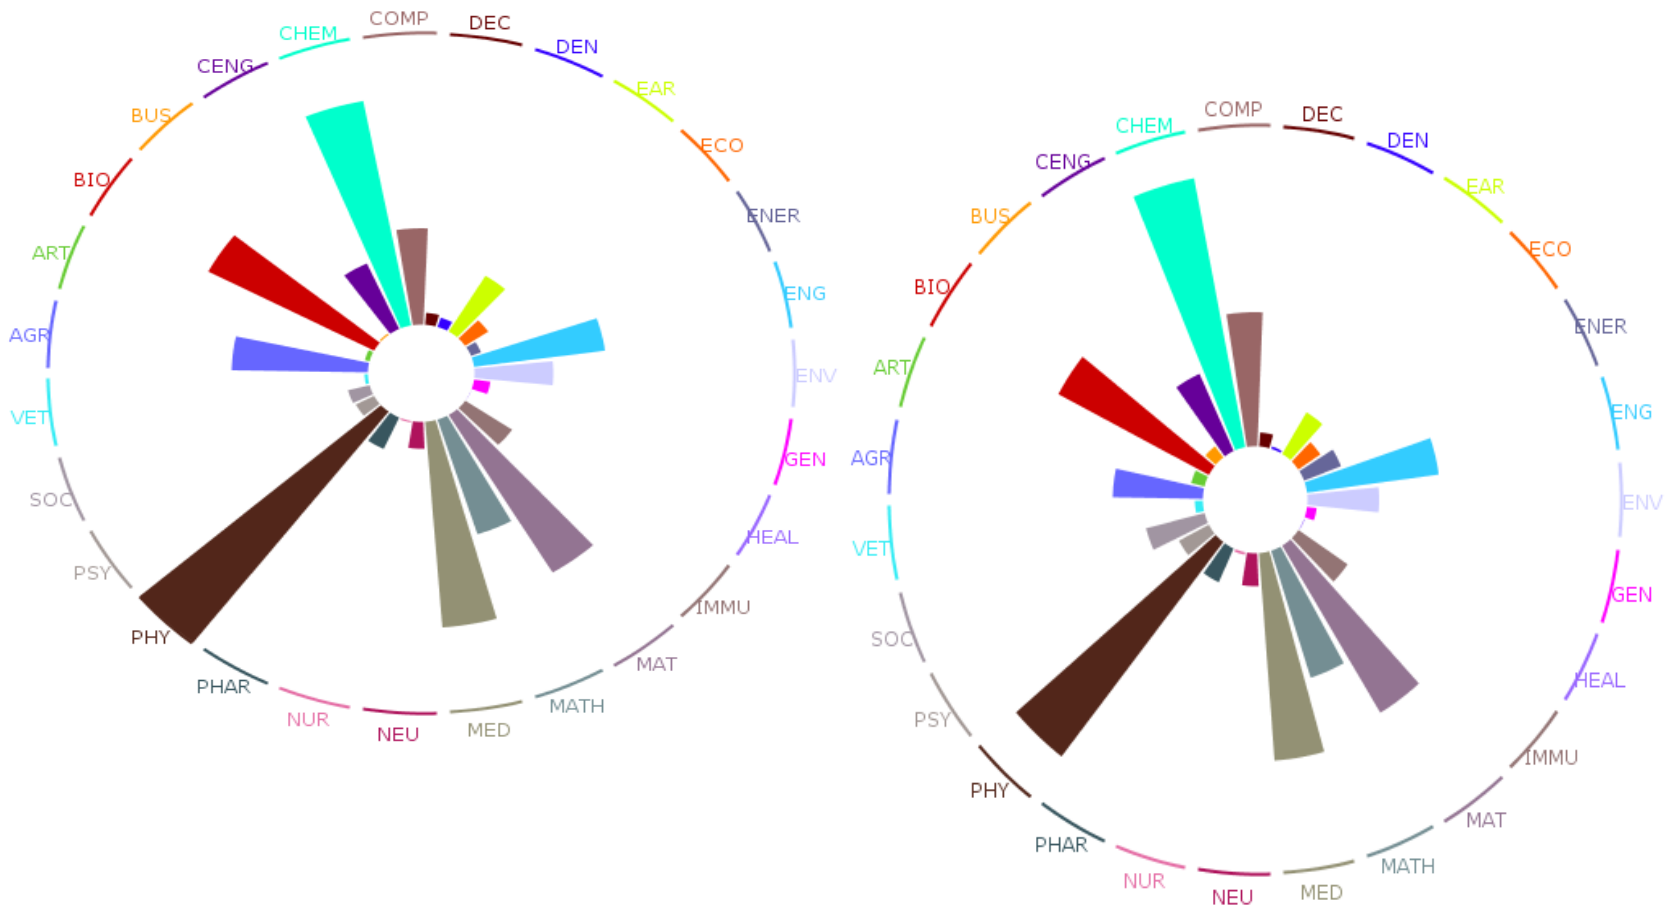 COMP
DEC
DEN
EAR
ECO
ENER
ENG
ENV
GEN
HEAL
IMMU
MAT
MATH
MED
NEU
NUR
PHAR
PHY
PSY
SOC
VET
AGR
ART
BIO
BUS
CENG
CHEM
COMP
DEC
DEN
EAR
ECO
ENER
ENG
ENV
GEN
HEAL
IMMU
MAT
MATH
MED
NEU
NUR
PHAR
PHY
PSY
SOC
VET
AGR
ART
BIO
BUS
CENG
CHEM